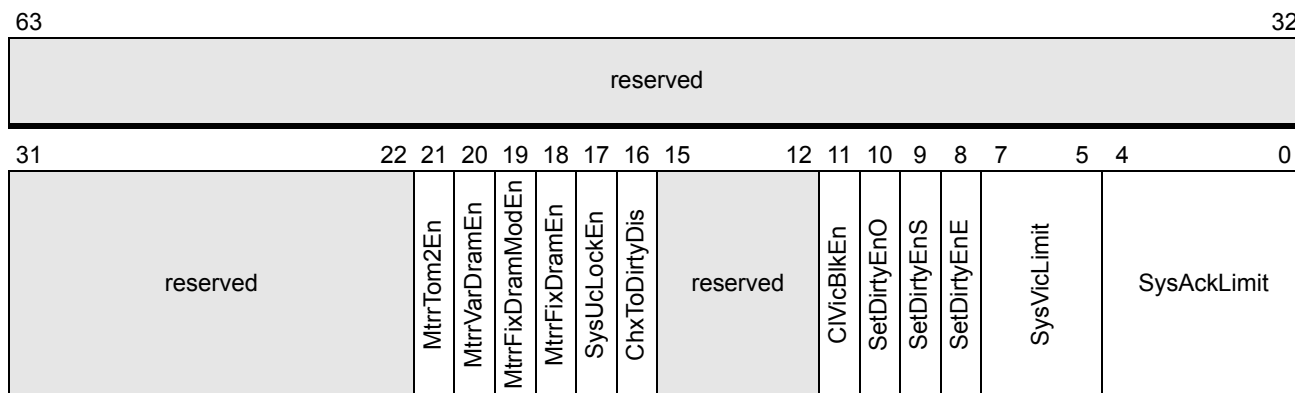 63 32
reserved
31 22 21 20 19 18 17 16 15 12 11 10 9 8 7 5 4 0
reserved
MtrrTom2En
MtrrVarDramEn
MtrrFixDramModEn
MtrrFixDramEn
SysUcLockEn
ChxToDirtyDis
reserved
ClVicBlkEn
SetDirtyEnO
SetDirtyEnS
SetDirtyEnE
SysVicLimit
SysAckLimit